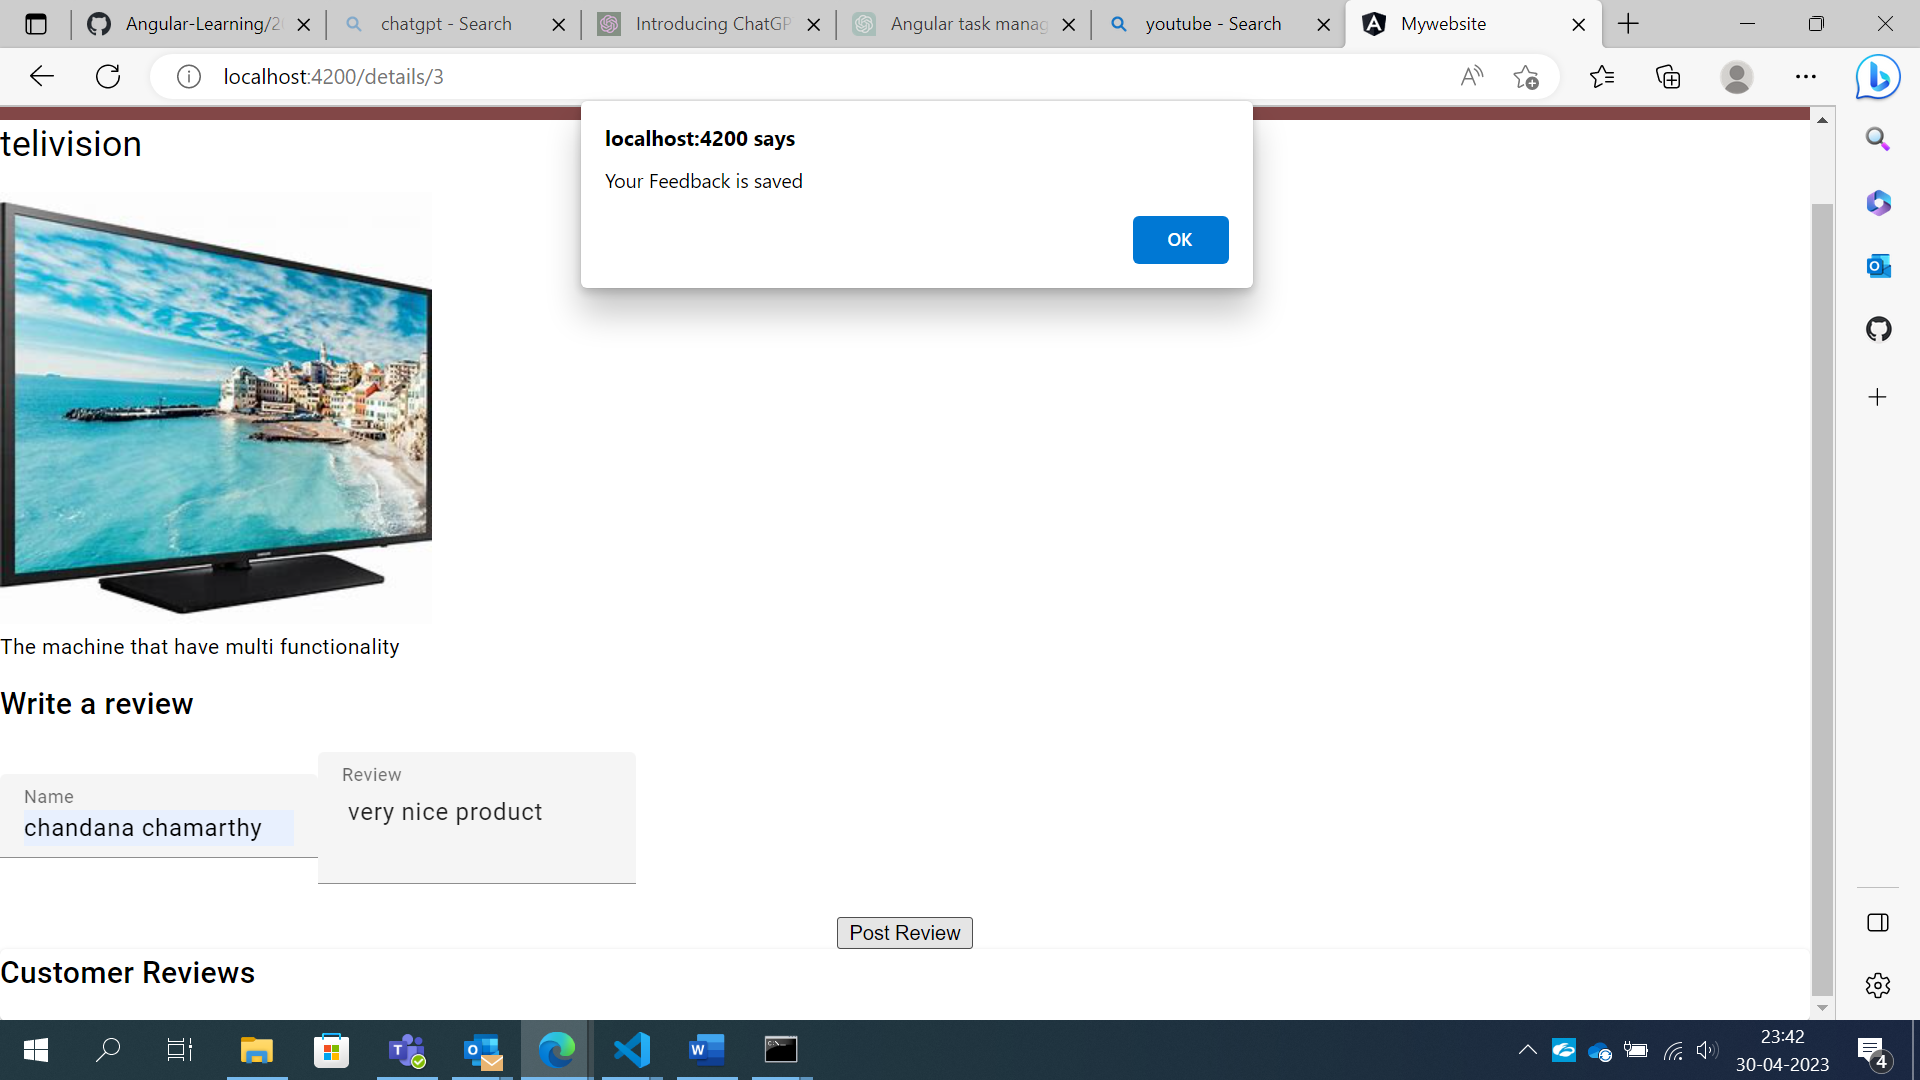 Angular-Learning/2
chatgpt - Search
Introducing ChatGP
Angular task manag
youtube - Search
Mywebsite
localhost:4200/details/3
localhost:4200 says
Your Feedback is saved
OK
telivision
The machine that have multi functionality
Write a review
Name
chandana chamarthy
Review
very nice product
Post Review
Customer Reviews
23:42
30-04-2023
4